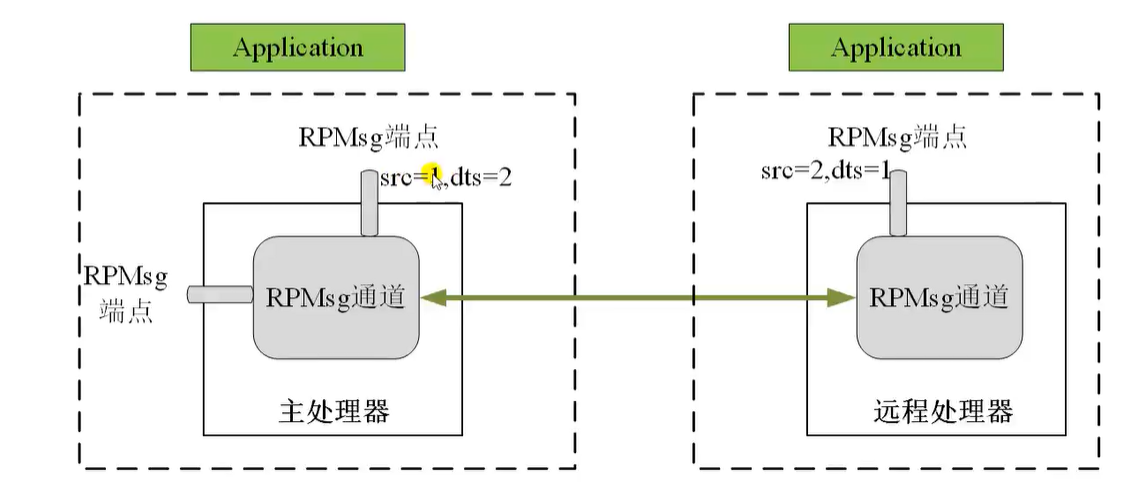 Application
Application
RPMsg端点
src=1,dts=2
RPMsg端点
src=2,dts=1
RPMsg
端点
RPMsg通道
RPMsg通道
主处理器
远程处理器